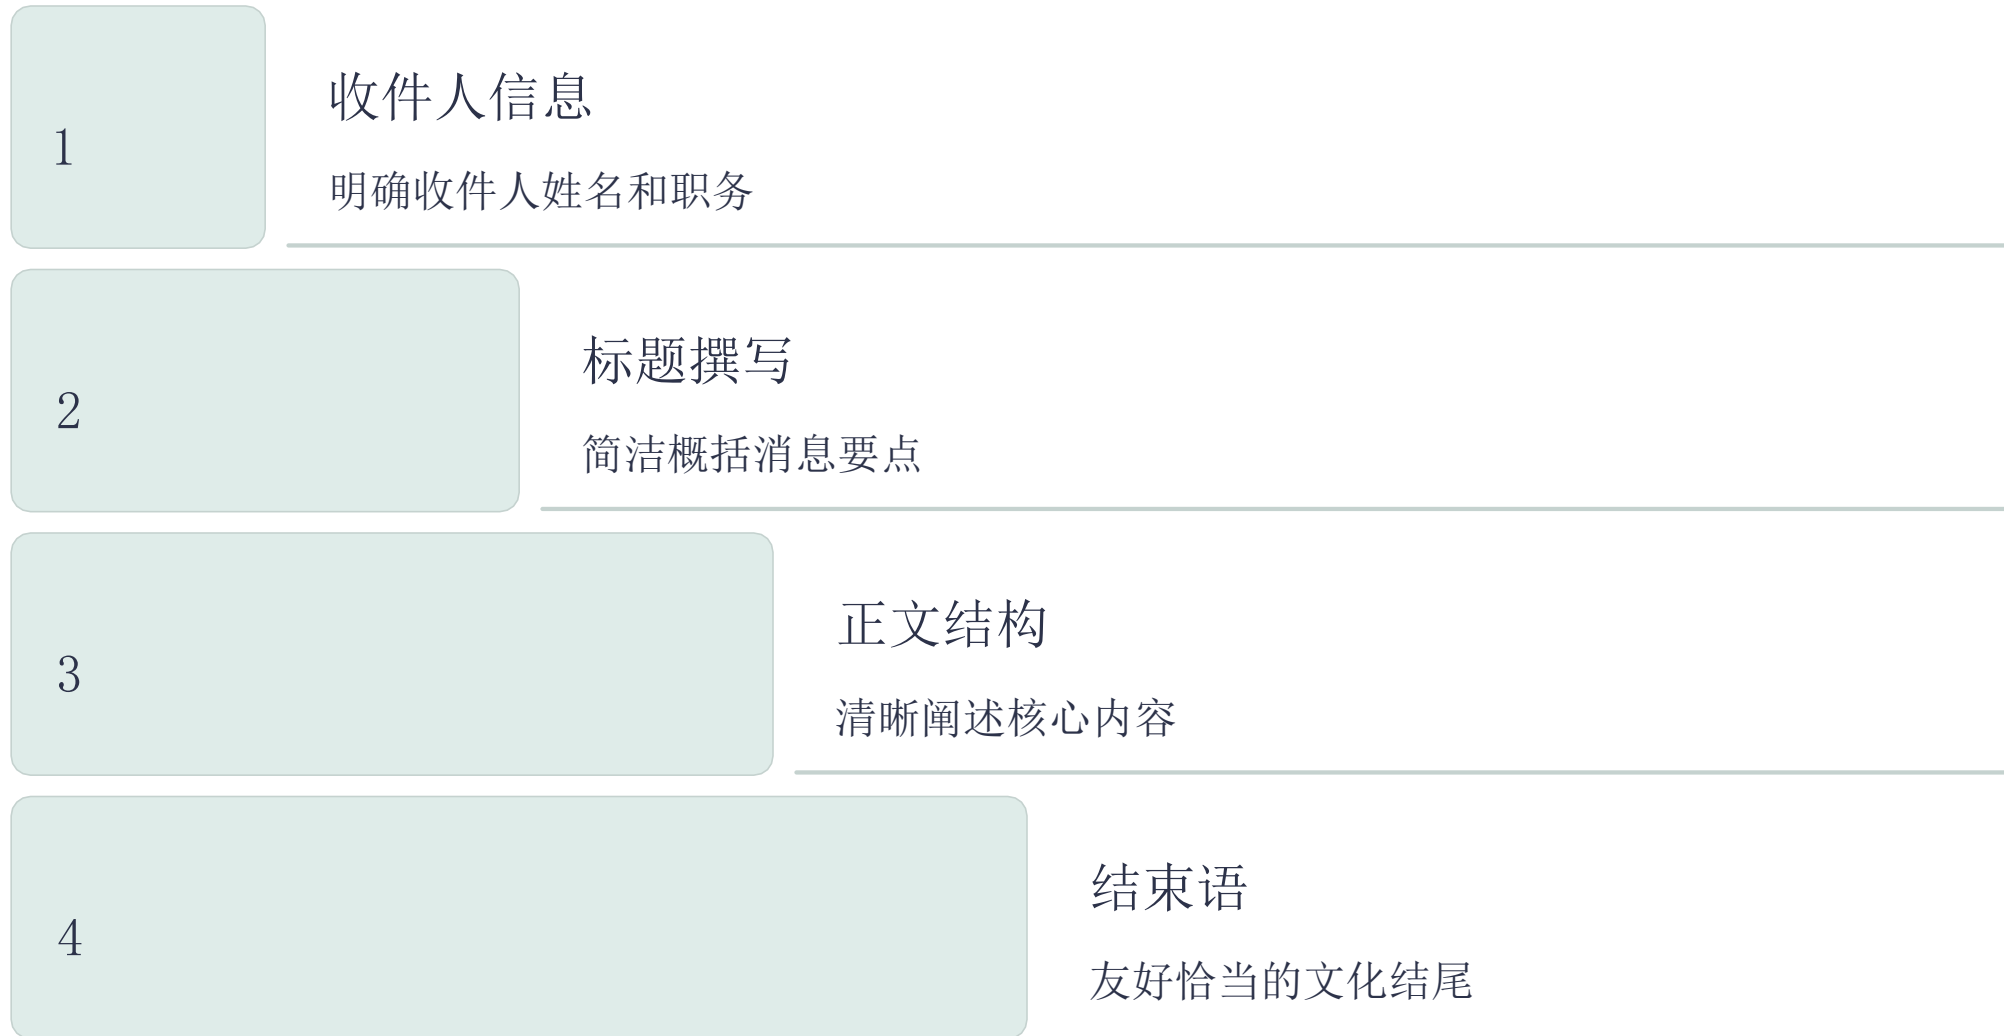 1
收件人信息
明确收件人姓名和职务
2
标题撰写
简洁概括消息要点
3
正文结构
清晰阐述核心内容
4
结束语
友好恰当的文化结尾